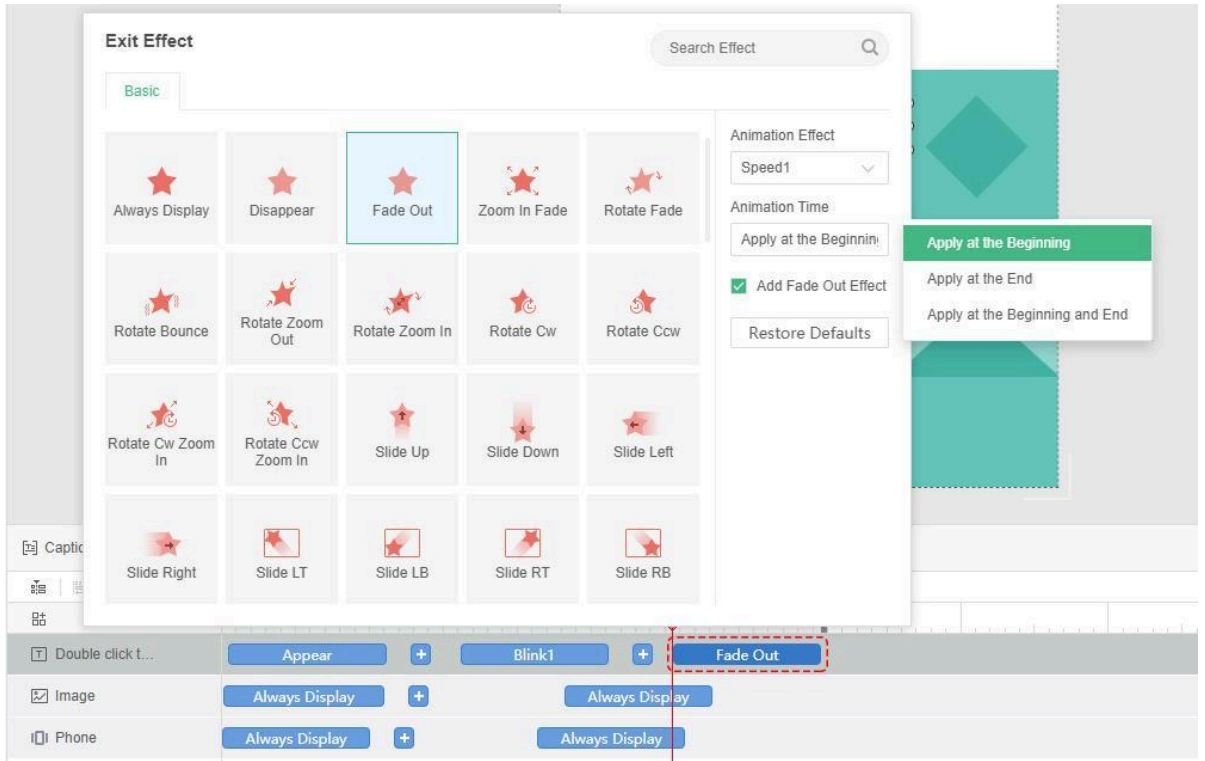 Exit Effect
Search Effect
Basic
Always Display
Disappear
Fade Out
Zoom In Fade
Rotate Fade
Rotate Bounce
Rotate Zoom
Out
Rotate Zoom In
Rotate Cw
Rotate Ccw
Rotate Cw Zoom
In
Rotate Ccw
Zoom In
Slide Up
Slide Down
Slide Left
Slide Right
Slide LT
Slide LB
Slide RT
Slide RB
Animation Effect
Speed1
Animation Time
Apply at the Beginnin
Add Fade Out Effect
Restore Defaults
Apply at the Beginning
Apply at the End
Apply at the Beginning and End
Captio
Double click t...
Appear
Blink1
Fade Out
Image
Always Display
Always Display
Phone
Always Display
Always Display